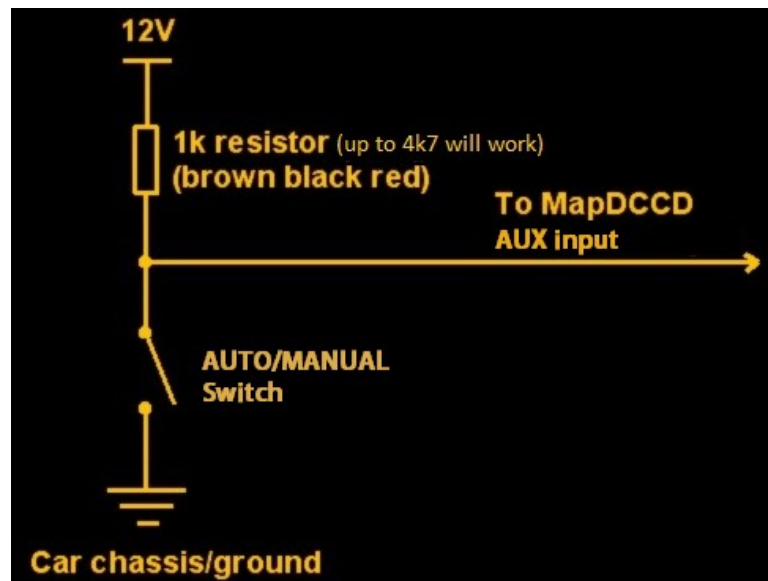 12V
1k resistor (up to 4k7 will work)
(brown black red)
To MapDCCD
AUX input
AUTO/MANUAL
Switch
Car chassis/ground